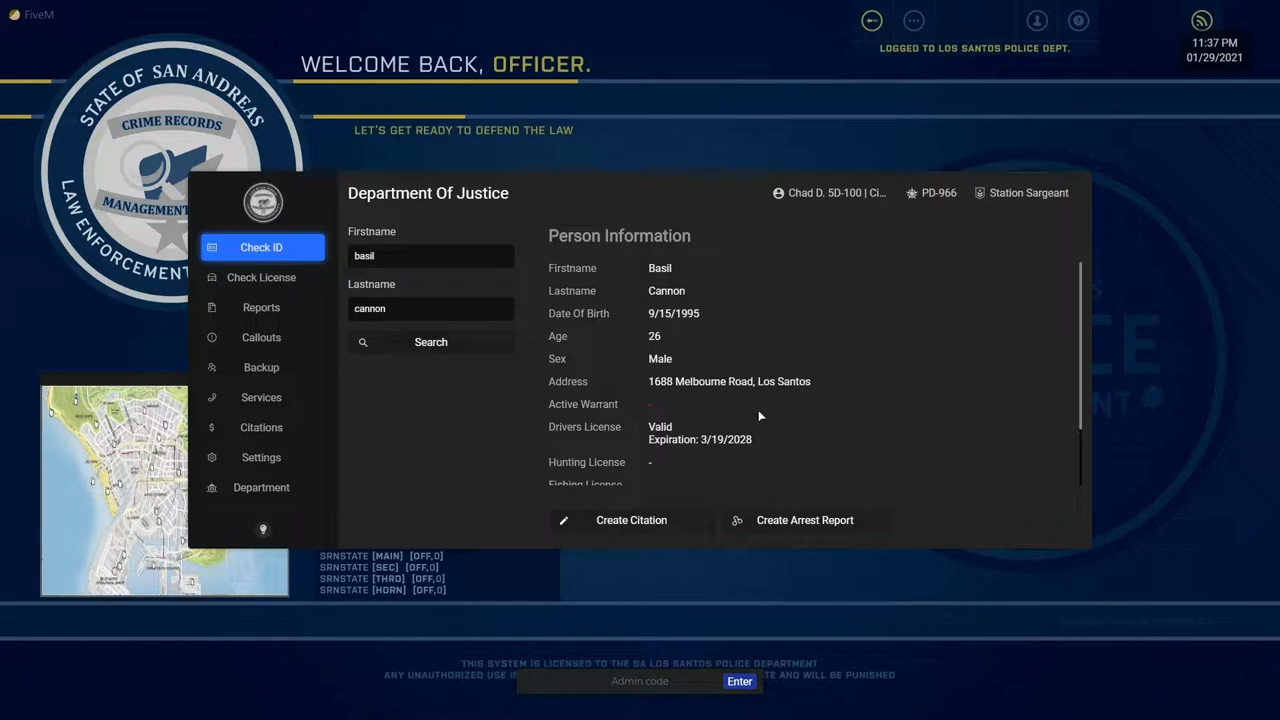 FiveM
WELCOME BACK, OFFICER.
LOGGED TO LOS SANTOS POLICE DEPT.
11:37 PM
01/29/2021
LET'S GET READY TO DEFEND THE LAW
STATE OF SAN ANDREAS
CRIME RECORDS
MANAGEMENT
LAW ENFORCEMENT
Department Of Justice
Chad D. 5D-100 | Ci...
PD-966
Station Sargeant
Check ID
Check License
Reports
Callouts
Backup
Services
Citations
Settings
Department
Firstname
basil
Lastname
cannon
Search
Person Information
Firstname Basil
Lastname Cannon
Date Of Birth 9/15/1995
Age 26
Sex Male
Address 1688 Melbourne Road, Los Santos
Active Warrant -
Drivers License Valid
Expiration: 3/19/2028
Hunting License -
Fishing License
Create Citation
Create Arrest Report
SRNSTATE [MAIN] [OFF,0]
SRNSTATE [SEC] [OFF,0]
SRNSTATE [THRD] [OFF,0]
SRNSTATE [HORN] [OFF,0]
THIS SYSTEM IS LICENSED TO THE SA LOS SANTOS POLICE DEPARTMENT
ANY UNAUTHORIZED USE TE AND WILL BE PUNISHED
Admin code
Enter